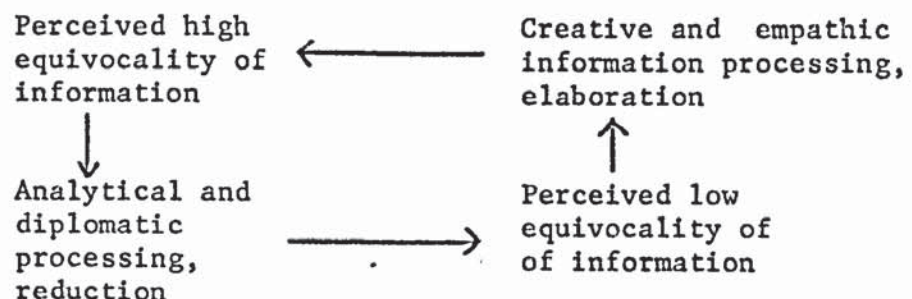 Perceived high
equivocality of
information
Creative and empathic
information processing,
elaboration
Analytical and
diplomatic
processing,
reduction
Perceived low
equivocality of
of information